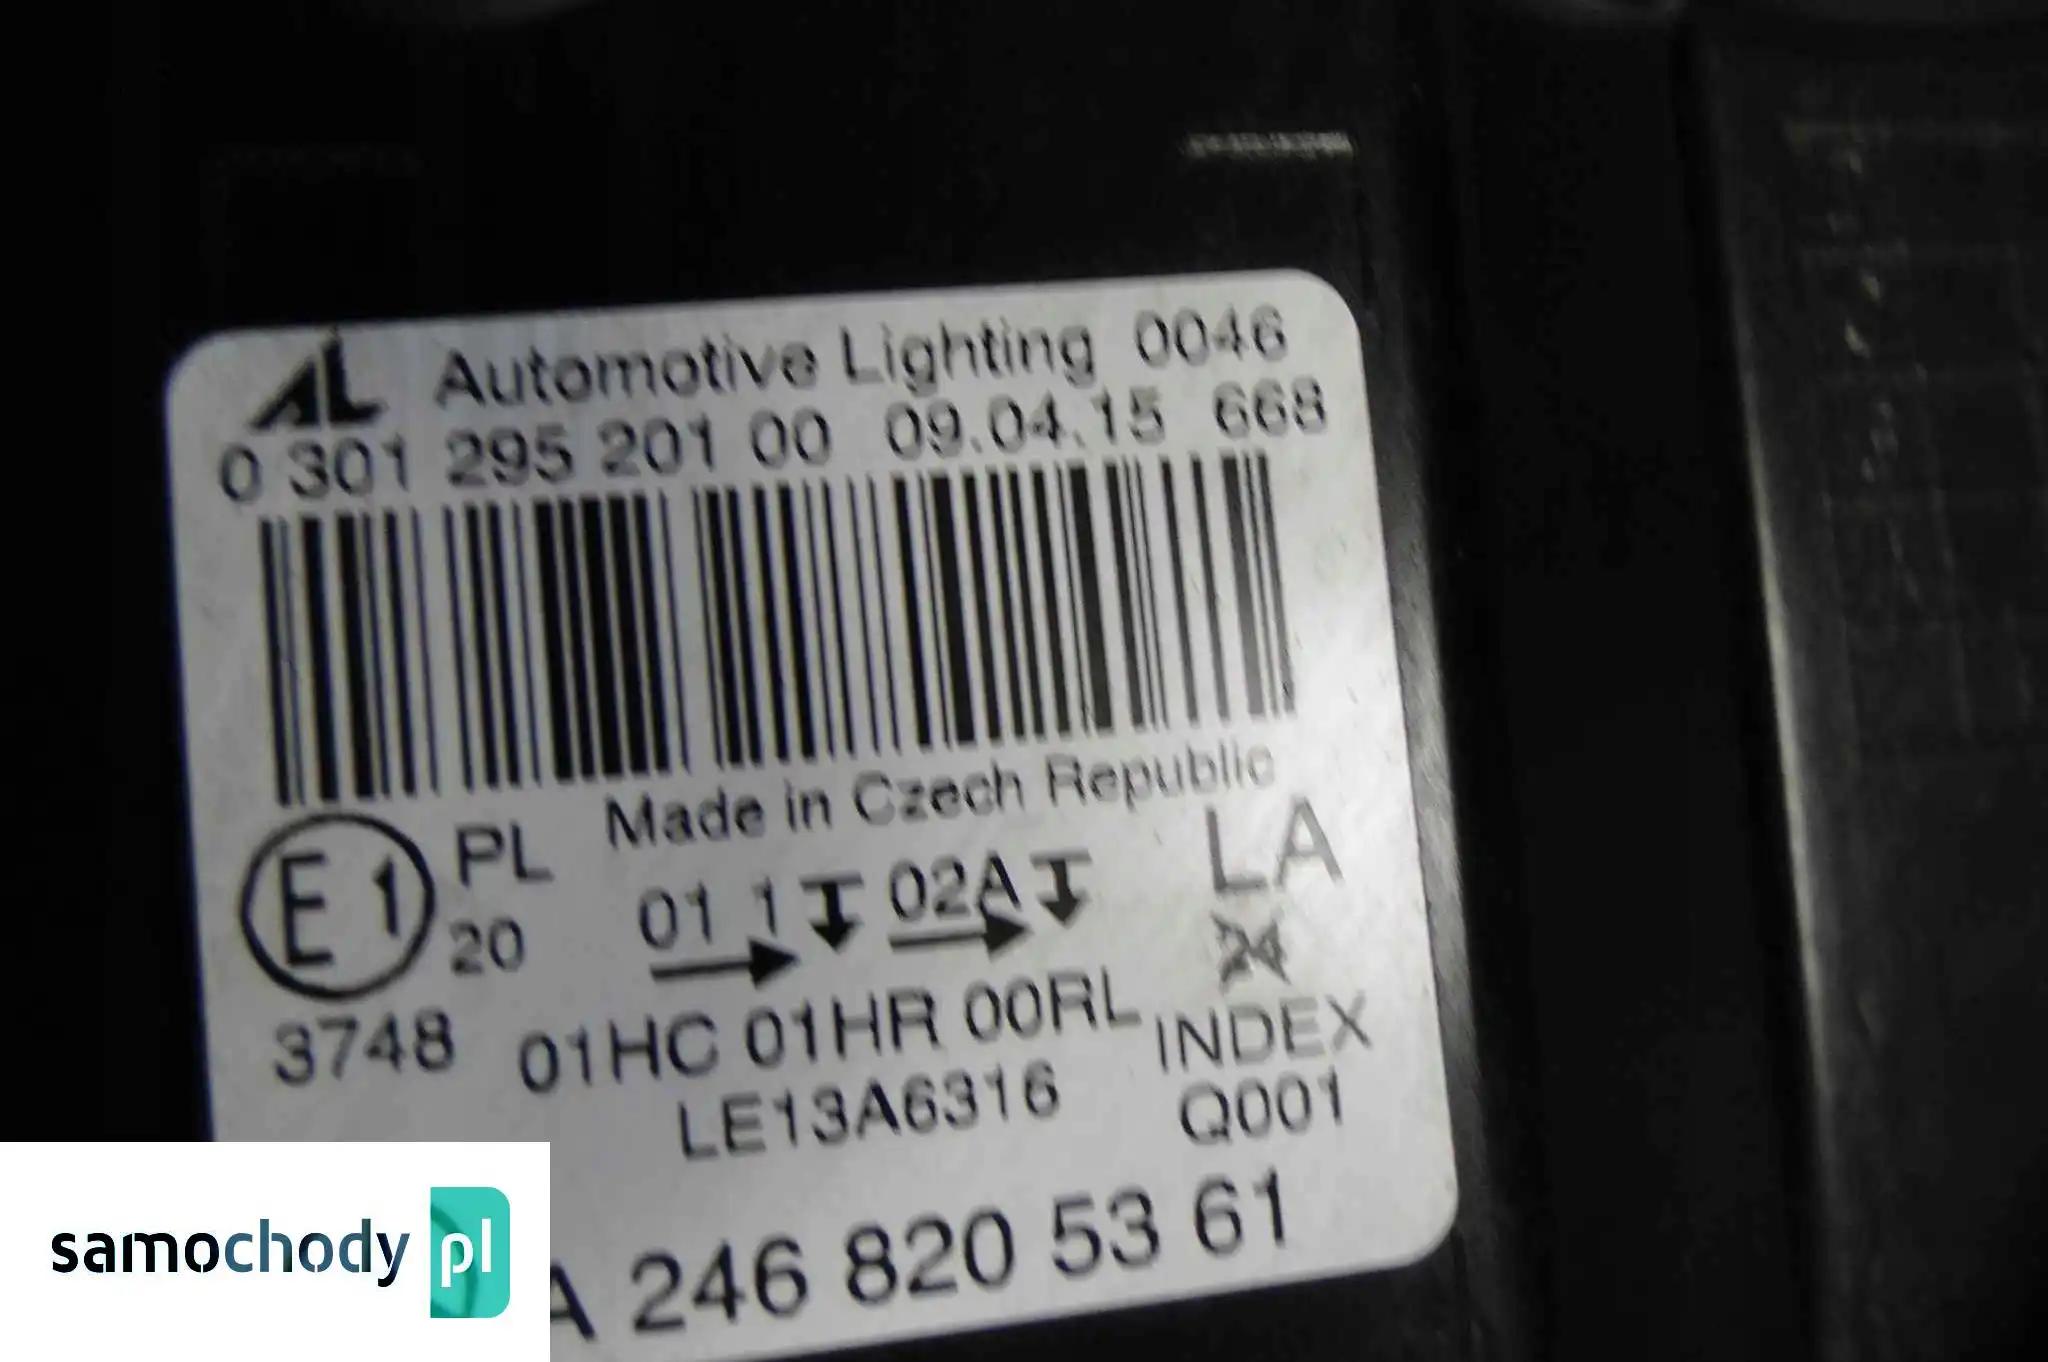 AL Automotive Lighting 0046
0 301 295 201 00 09.04.15 668
Made in Czech Republic
E1 PL 01 1 02A LA
20
3748 01HC 01HR 00RL INDEX
LE13A6316 Q001
A 246 820 53 61
samochody pl